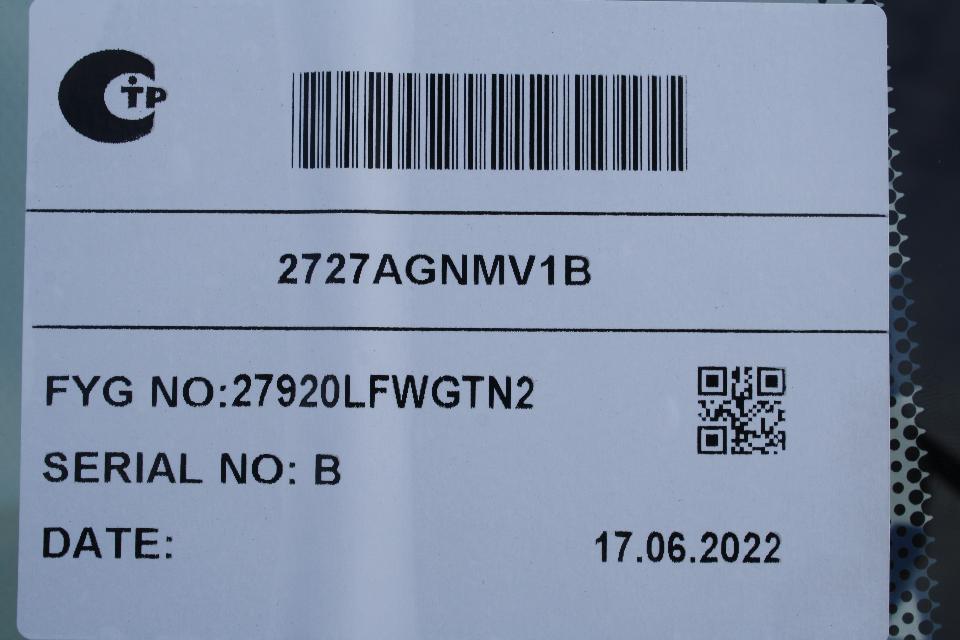 TP
2727AGNMV1B
FYG NO:27920LFWGTN2
SERIAL NO: B
DATE: 17.06.2022